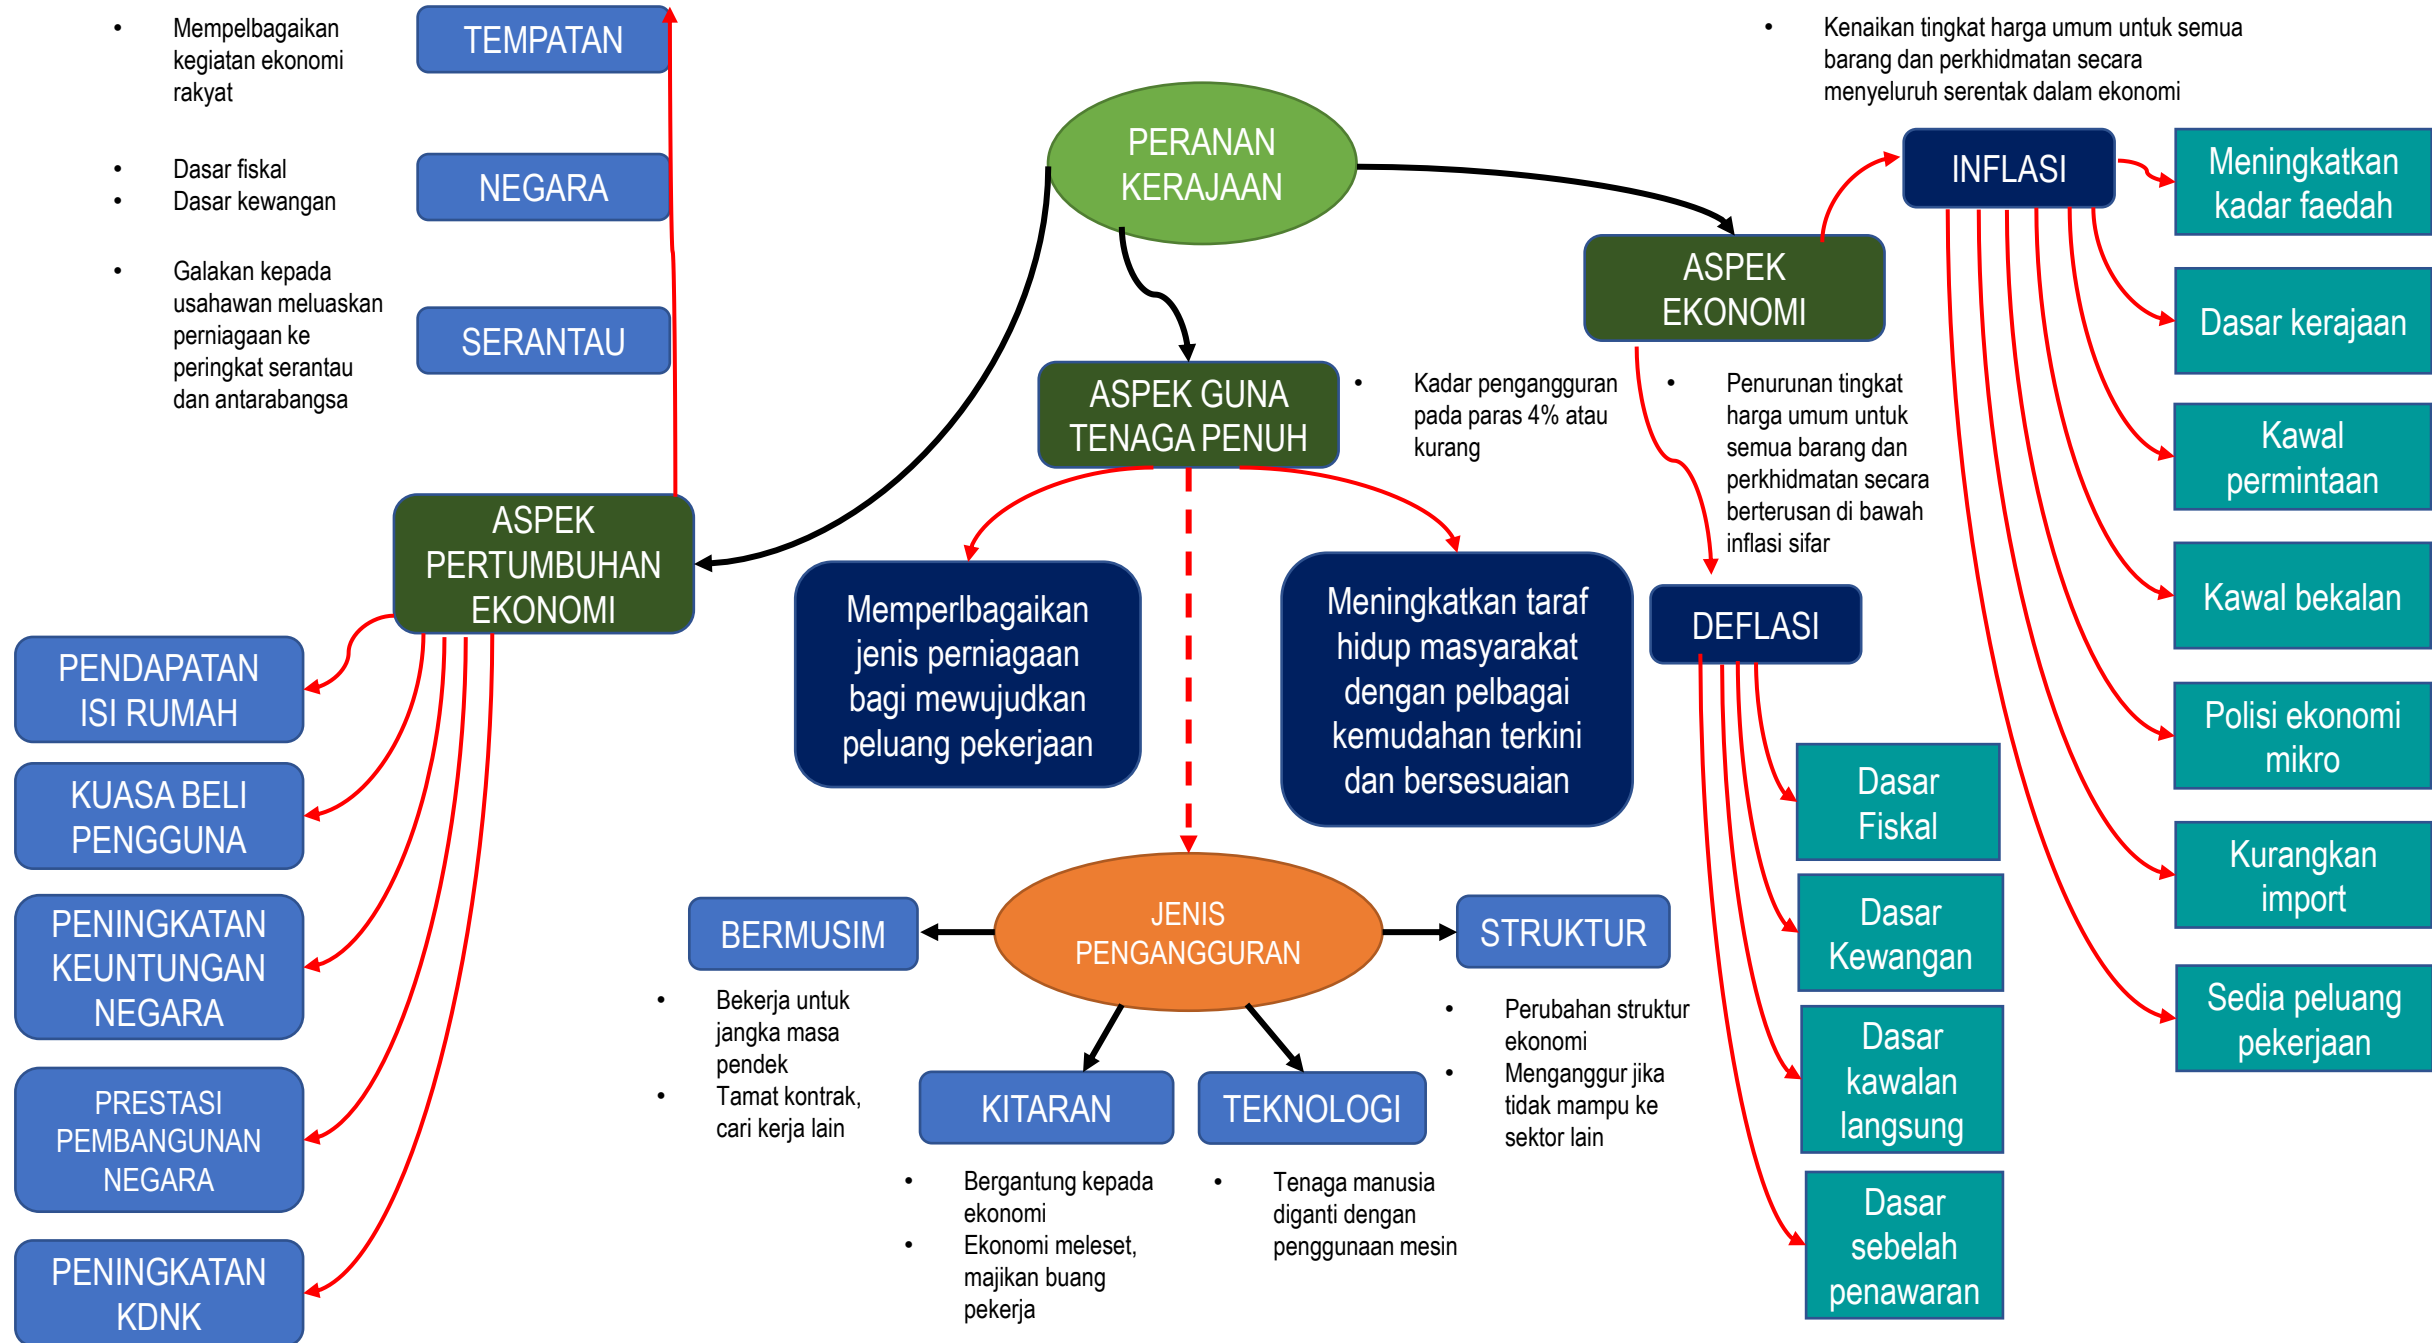 • Mempelbagaikan
kegiatan ekonomi
rakyat
TEMPATAN
• Dasar fiskal
• Dasar kewangan
NEGARA
• Galakan kepada
usahawan meluaskan
perniagaan ke
peringkat serantau
dan antarabangsa
SERANTAU
PERANAN
KERAJAAN
• Kenaikan tingkat harga umum untuk semua
barang dan perkhidmatan secara
menyeluruh serentak dalam ekonomi
INFLASI
Meningkatkan
kadar faedah
Dasar kerajaan
Kawal
permintaan
Kawal bekalan
Polisi ekonomi
mikro
Kurangkan
import
Sedia peluang
pekerjaan
ASPEK
EKONOMI
ASPEK GUNA
TENAGA PENUH
• Kadar pengangguran
pada paras 4% atau
kurang
• Penurunan tingkat
harga umum untuk
semua barang dan
perkhidmatan secara
berterusan di bawah
inflasi sifar
DEFLASI
Dasar
Fiskal
Dasar
Kewangan
Dasar
kawalan
langsung
Dasar
sebelah
penawaran
ASPEK
PERTUMBUHAN
EKONOMI
PENDAPATAN
ISI RUMAH
KUASA BELI
PENGGUNA
PENINGKATAN
KEUNTUNGAN
NEGARA
PRESTASI
PEMBANGUNAN
NEGARA
PENINGKATAN
KDNK
Memperlbagaikan
jenis perniagaan
bagi mewujudkan
peluang pekerjaan
Meningkatkan taraf
hidup masyarakat
dengan pelbagai
kemudahan terkini
dan bersesuaian
JENIS
PENGANGGURAN
BERMUSIM
• Bekerja untuk
jangka masa
pendek
• Tamat kontrak,
cari kerja lain
KITARAN
• Bergantung kepada
ekonomi
• Ekonomi meleset,
majikan buang
pekerja
TEKNOLOGI
• Tenaga manusia
diganti dengan
penggunaan mesin
STRUKTUR
• Perubahan struktur
ekonomi
• Menganggur jika
tidak mampu ke
sektor lain